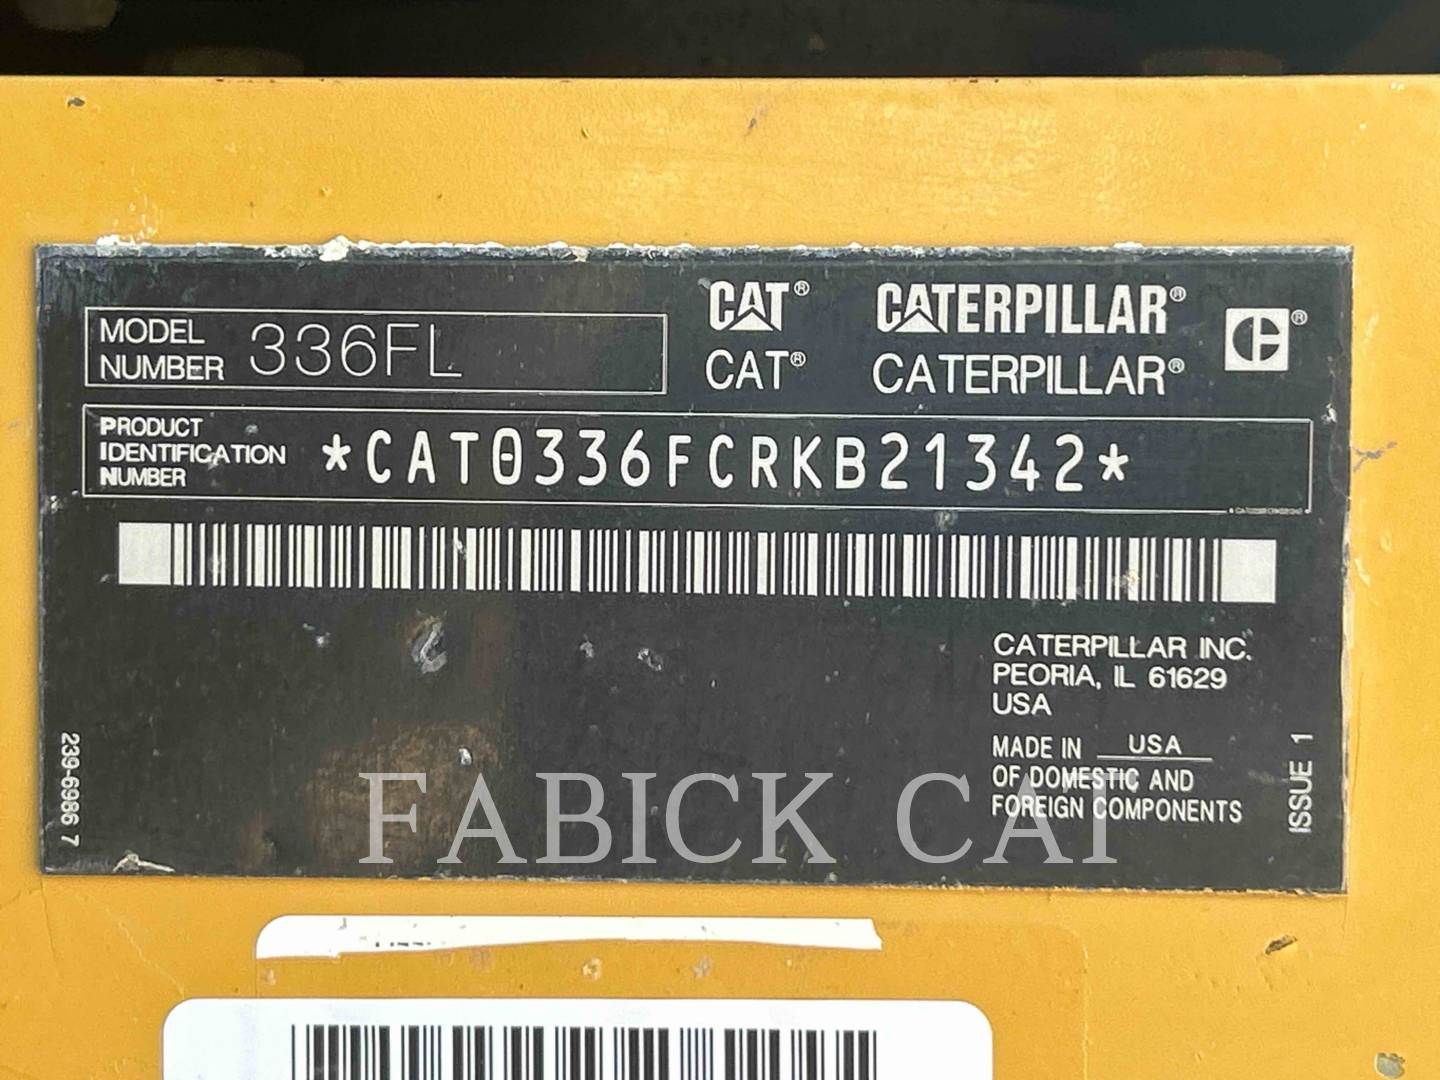 MODEL NUMBER 336FL
CAT® CATERPILLAR®
CAT® CATERPILLAR®
PRODUCT
IDENTIFICATION
NUMBER
*CAT0336FCRKB21342*
CATERPILLAR INC.
PEORIA, IL 61629
USA
MADE IN USA
OF DOMESTIC AND
FOREIGN COMPONENTS
239-6986 7
ISSUE 1
FABICK CAT